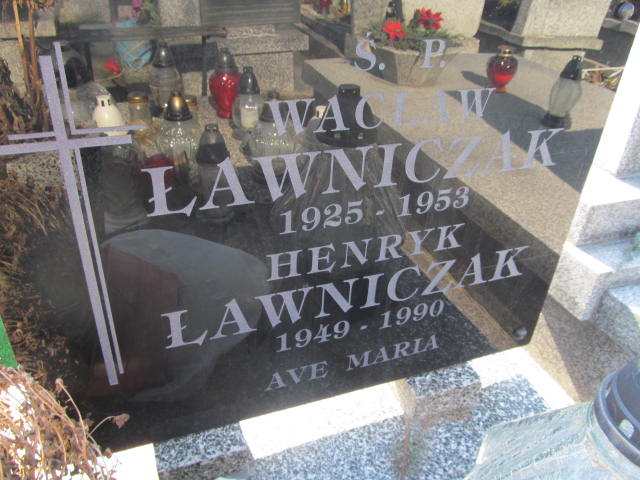 Ś. P.
WACŁAW
ŁAWNICZAK
1925 - 1953
HENRYK
ŁAWNICZAK
1949 - 1990
AVE MARIA